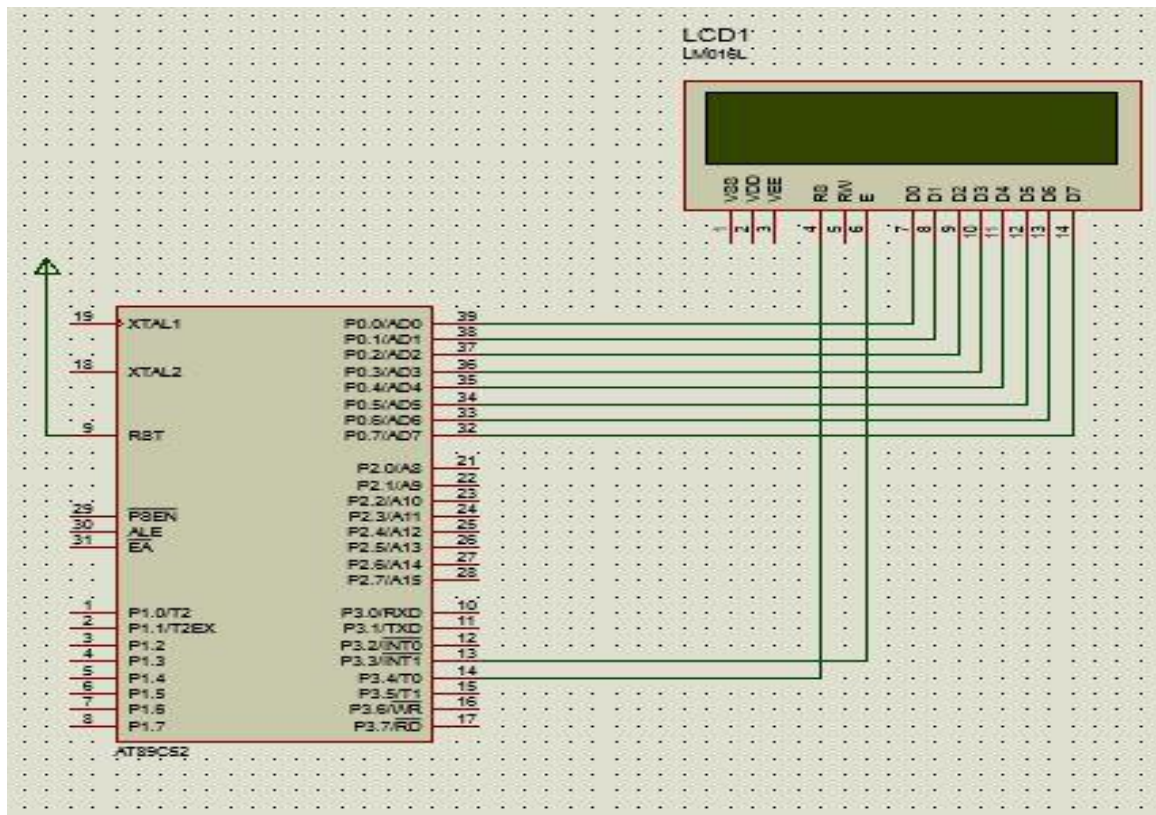 LCD1
LM016L
VSS
VDD
VEE
RS
RW
E
D0
D1
D2
D3
D4
D5
D6
D7
1
2
3
4
5
6
7
8
9
10
11
12
13
14
19 XTAL1 P0.0/AD0 39
P0.1/AD1 38
P0.2/AD2 37
18 XTAL2 P0.3/AD3 36
P0.4/AD4 35
P0.5/AD5 34
P0.6/AD6 33
9 RST P0.7/AD7 32
P2.0/A8 21
P2.1/A9 22
P2.2/A10 23
29 PSEN P2.3/A11 24
30 ALE P2.4/A12 25
31 EA P2.5/A13 26
P2.6/A14 27
P2.7/A15 28
1 P1.0/T2 P3.0/RXD 10
2 P1.1/T2EX P3.1/TXD 11
3 P1.2 P3.2/INT0 12
4 P1.3 P3.3/INT1 13
5 P1.4 P3.4/T0 14
6 P1.5 P3.5/T1 15
7 P1.6 P3.6/WR 16
8 P1.7 P3.7/RD 17
AT89C52